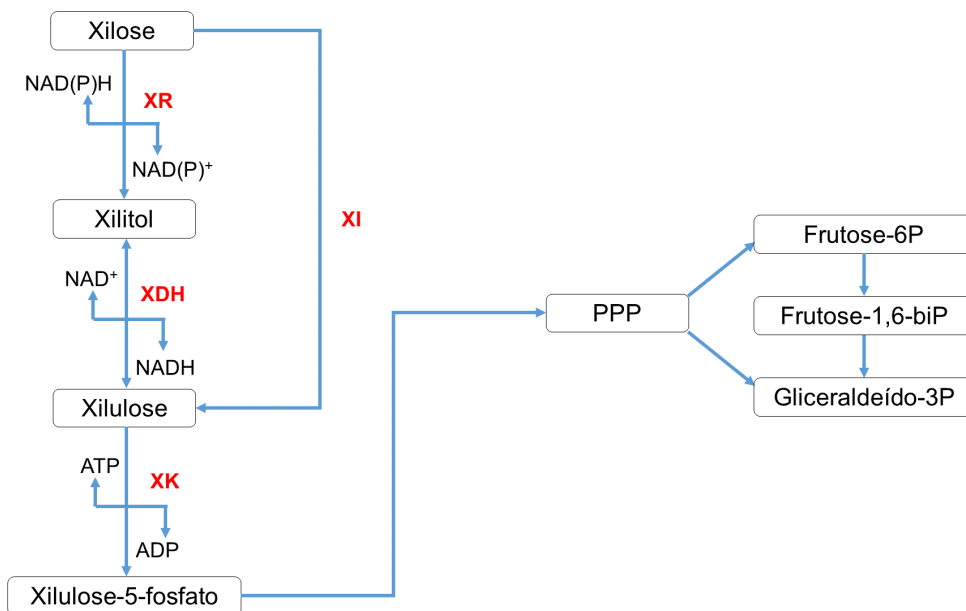 Xilose
NAD(P)H
XR
NAD(P)⁺
Xilitol
XI
NAD⁺
XDH
NADH
Xilulose
ATP
XK
ADP
Xilulose-5-fosfato
PPP
Frutose-6P
Frutose-1,6-biP
Gliceraldeído-3P